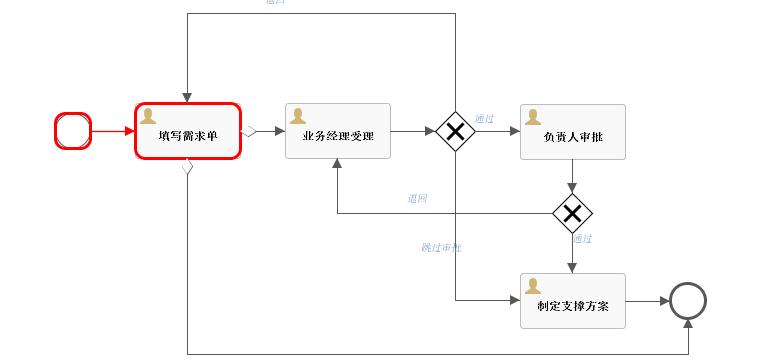 退回
通过
填写需求单
业务经理受理
负责人审批
退回
通过
跳过审批
制定支撑方案